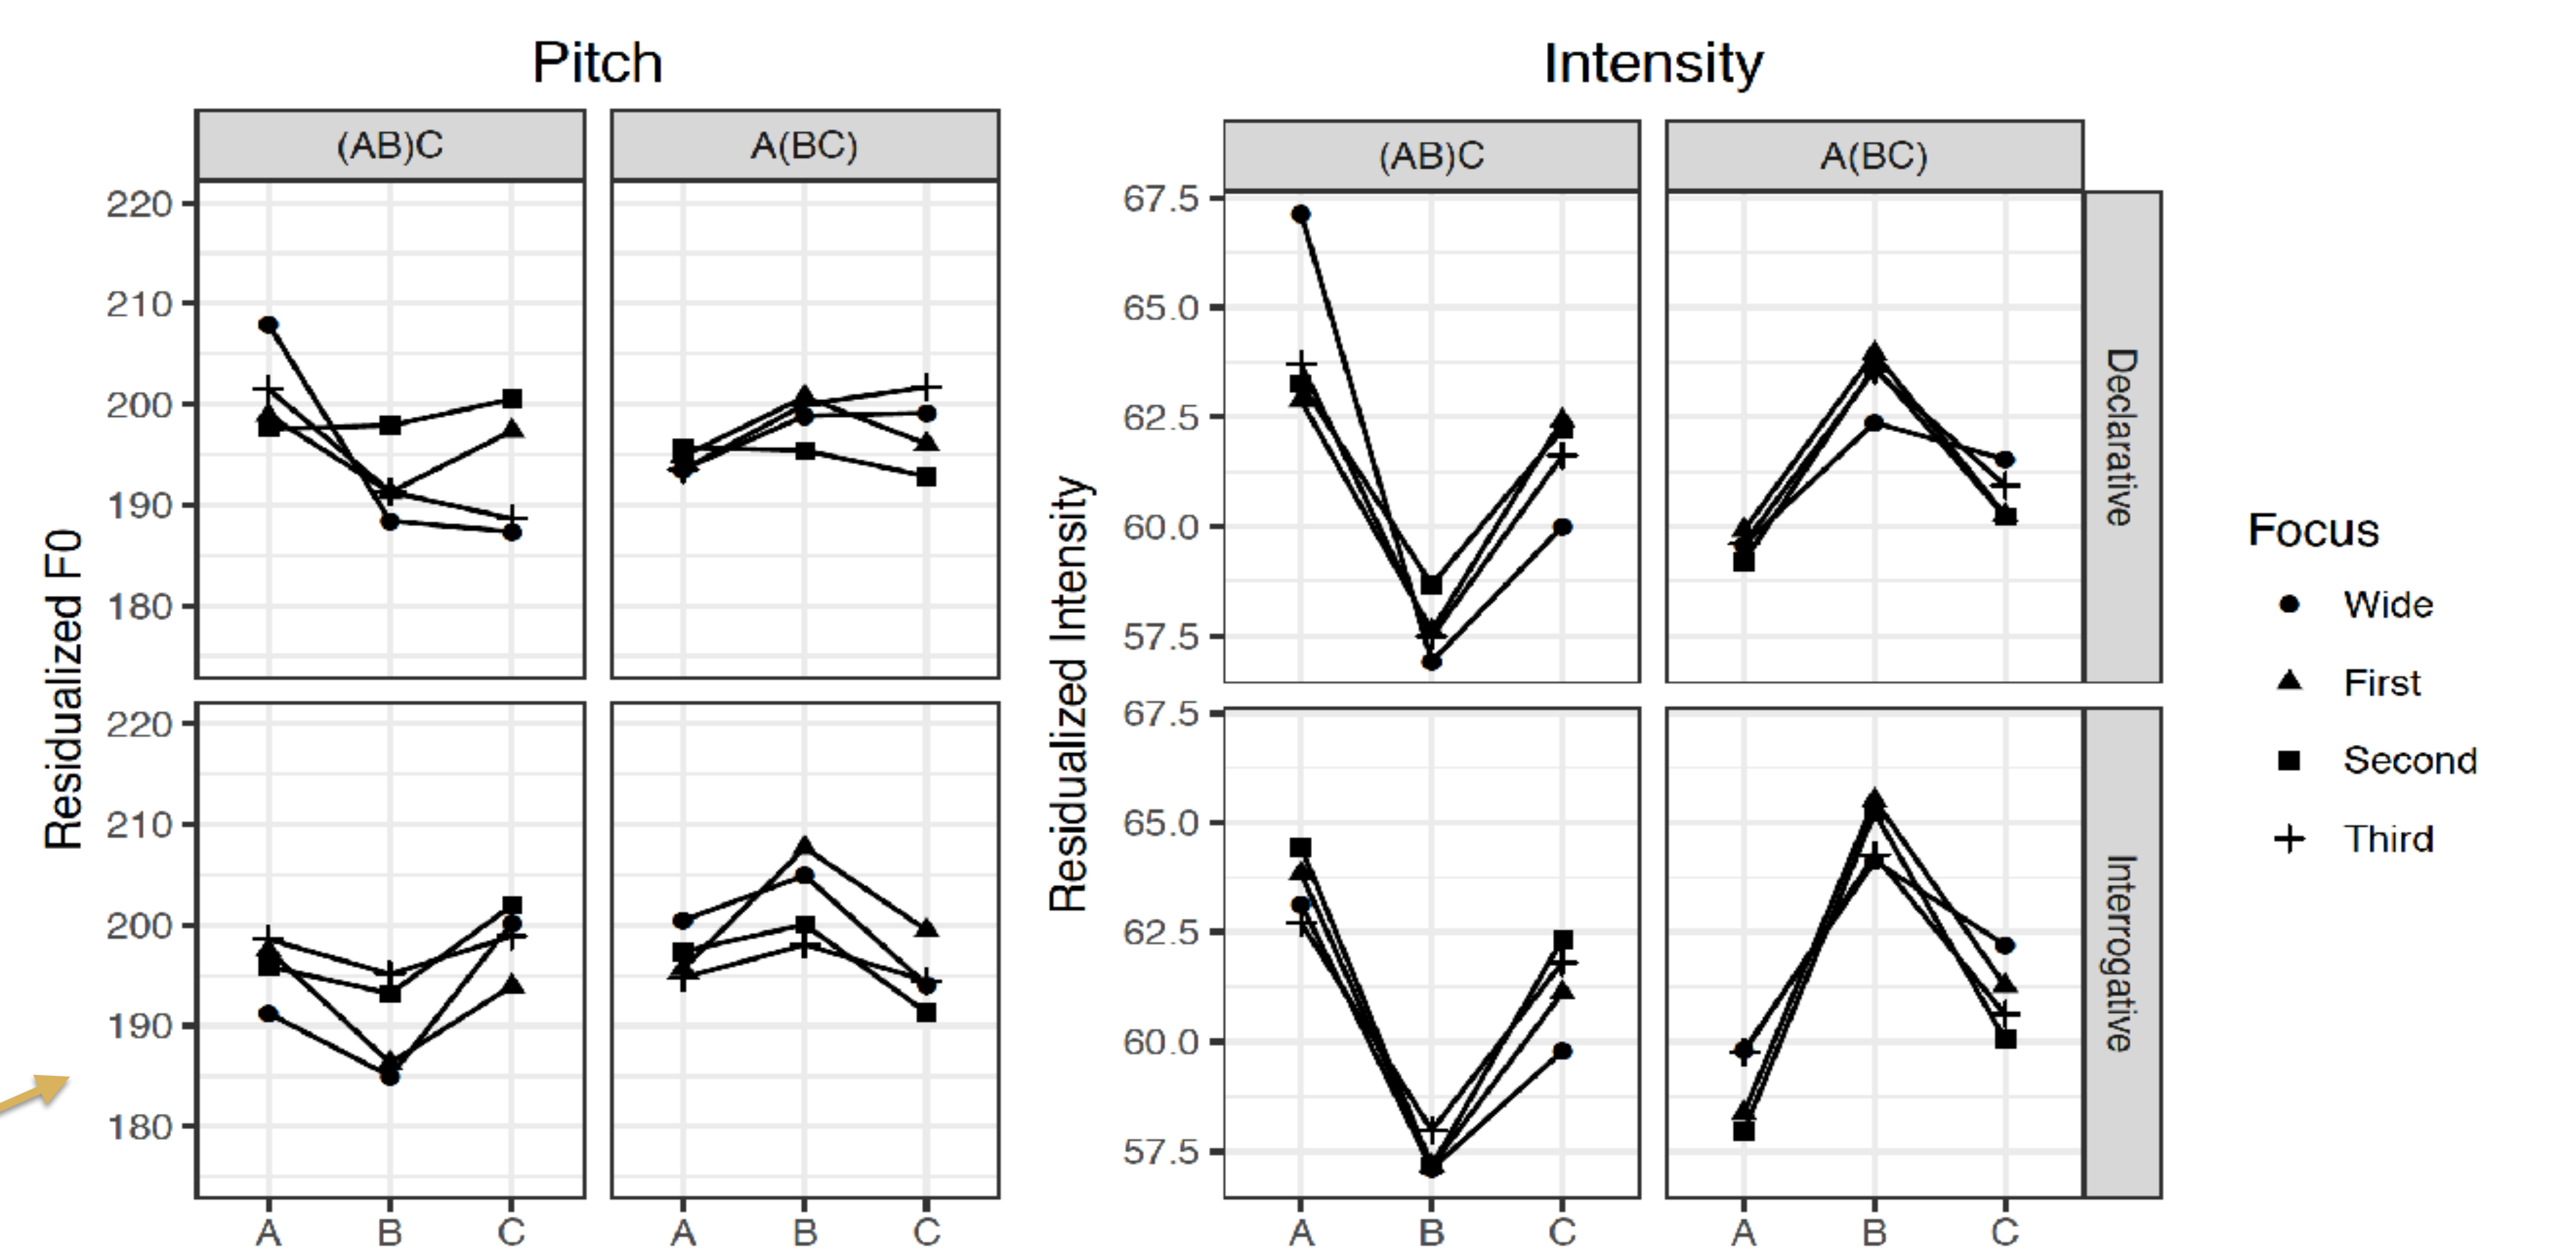 Pitch
(AB)C A(BC)
220
210
200
190
180
220
210
200
190
180
Residualized F0
A B C A B C
Intensity
(AB)C A(BC)
67.5
65.0
62.5
60.0
57.5
67.5
65.0
62.5
60.0
57.5
Residualized Intensity
A B C A B C
Declarative
Interrogative
Focus
Wide
First
Second
Third